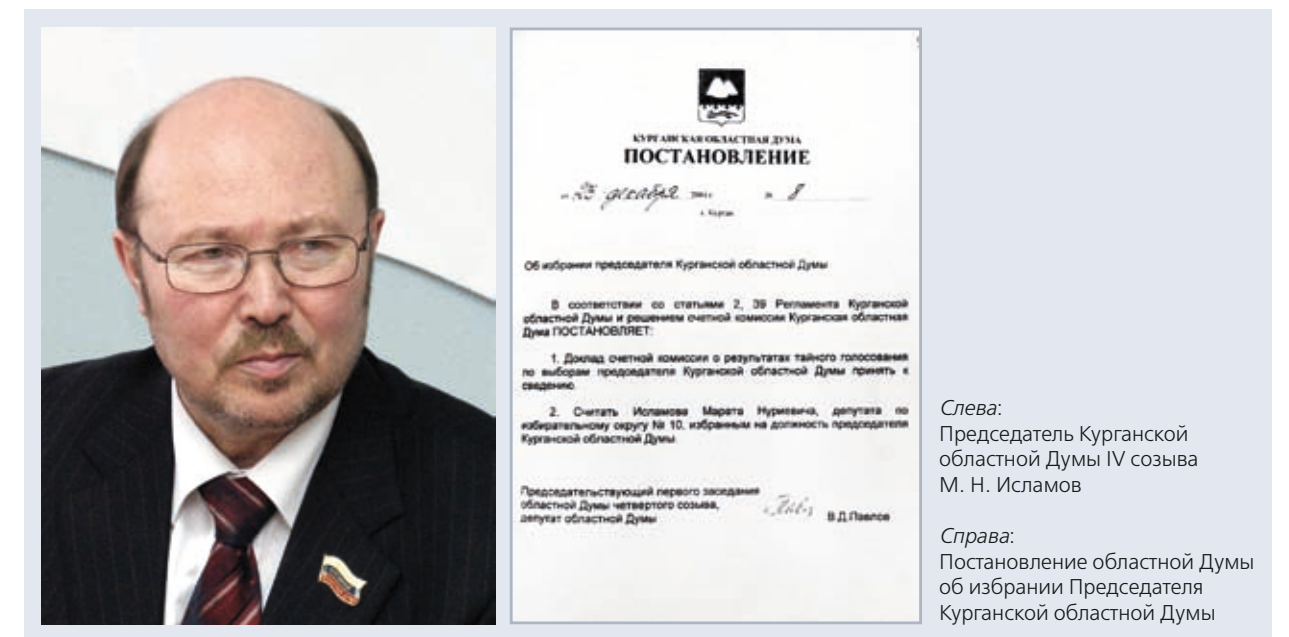 КУРГАНСКАЯ ОБЛАСТНАЯ ДУМА
ПОСТАНОВЛЕНИЕ
25 декабря 2004 г. № 8
г. Курган
Об избрании председателя Курганской областной Думы
В соответствии со статьями 2, 39 Регламента Курганской
областной Думы и решением счетной комиссии Курганская областная
Дума ПОСТАНОВЛЯЕТ:
1. Доклад счетной комиссии о результатах тайного голосования
по выборам председателя Курганской областной Думы принять к
сведению.
2. Считать Исламова Марата Нуриевича, депутата по
избирательному округу № 10, избранным на должность председателя
Курганской областной Думы.
Председательствующий первого заседания
областной Думы четвертого созыва,
депутат областной Думы В.Д.Павлов
Слева:
Председатель Курганской
областной Думы IV созыва
М. Н. Исламов
Справа:
Постановление областной Думы
об избрании Председателя
Курганской областной Думы